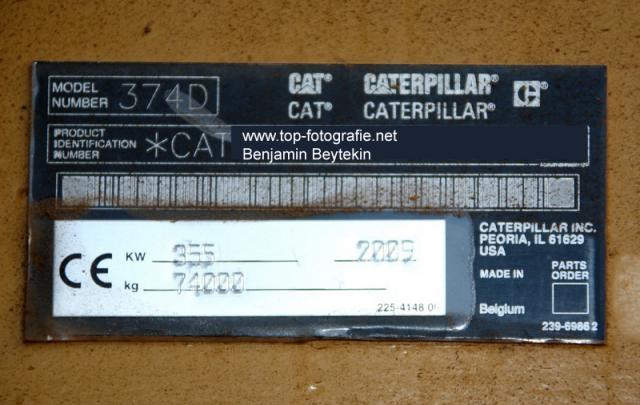 MODEL NUMBER 374D
CAT® CATERPILLAR® C
CAT® CATERPILLAR®
PRODUCT IDENTIFICATION NUMBER *CAT
www.top-fotografie.net
Benjamin Beytekin
CE
KW 355 2009
kg 74000
225-4148
CATERPILLAR INC.
PEORIA, IL 61629
USA
MADE IN
Belgium
PARTS ORDER
239-6986 2